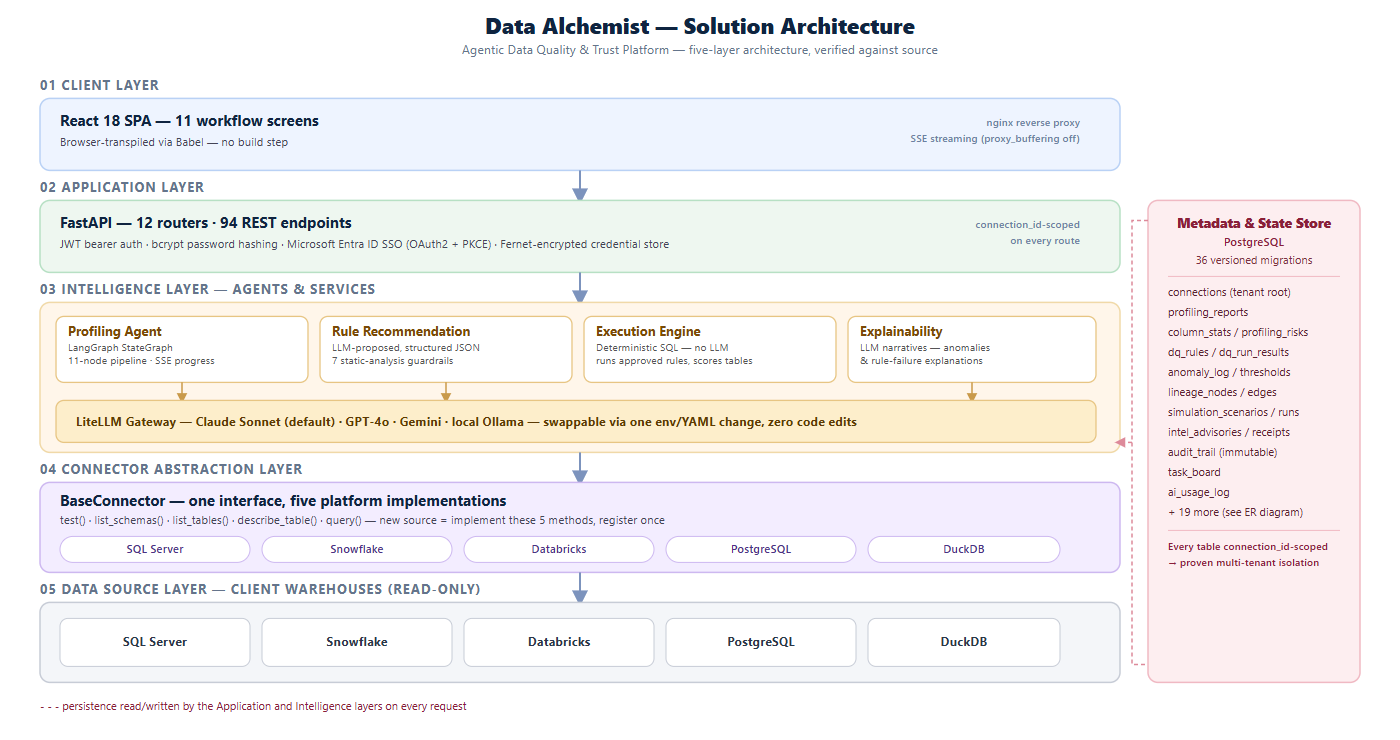 Data Alchemist — Solution Architecture
Agentic Data Quality & Trust Platform — five-layer architecture, verified against source
01 CLIENT LAYER
React 18 SPA — 11 workflow screens
Browser-transpiled via Babel — no build step
nginx reverse proxy
SSE streaming (proxy_buffering off)
02 APPLICATION LAYER
FastAPI — 12 routers · 94 REST endpoints
JWT bearer auth · bcrypt password hashing · Microsoft Entra ID SSO (OAuth2 + PKCE) · Fernet-encrypted credential store
connection_id-scoped
on every route
03 INTELLIGENCE LAYER — AGENTS & SERVICES
Profiling Agent
LangGraph StateGraph
11-node pipeline · SSE progress
Rule Recommendation
LLM-proposed, structured JSON
7 static-analysis guardrails
Execution Engine
Deterministic SQL — no LLM
runs approved rules, scores tables
Explainability
LLM narratives — anomalies
& rule-failure explanations
LiteLLM Gateway — Claude Sonnet (default) · GPT-4o · Gemini · local Ollama — swappable via one env/YAML change, zero code edits
04 CONNECTOR ABSTRACTION LAYER
BaseConnector — one interface, five platform implementations
test() · list_schemas() · list_tables() · describe_table() · query() — new source = implement these 5 methods, register once
SQL Server
Snowflake
Databricks
PostgreSQL
DuckDB
05 DATA SOURCE LAYER — CLIENT WAREHOUSES (READ-ONLY)
SQL Server
Snowflake
Databricks
PostgreSQL
DuckDB
Metadata & State Store
PostgreSQL
36 versioned migrations
connections (tenant root)
profiling_reports
column_stats / profiling_risks
dq_rules / dq_run_results
anomaly_log / thresholds
lineage_nodes / edges
simulation_scenarios / runs
intel_advisories / receipts
audit_trail (immutable)
task_board
ai_usage_log
+ 19 more (see ER diagram)
Every table connection_id-scoped
→ proven multi-tenant isolation
- - - persistence read/written by the Application and Intelligence layers on every request